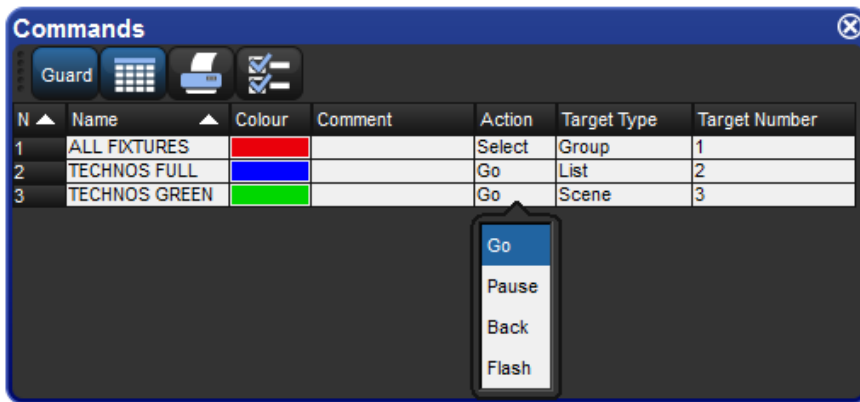 Commands
Guard
N Name Colour Comment Action Target Type Target Number
1 ALL FIXTURES Select Group 1
2 TECHNOS FULL Go List 2
3 TECHNOS GREEN Go Scene 3
Go
Pause
Back
Flash